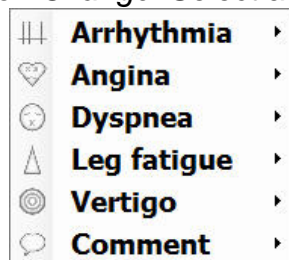 Arrhythmia
Angina
Dyspnea
Leg fatigue
Vertigo
Comment